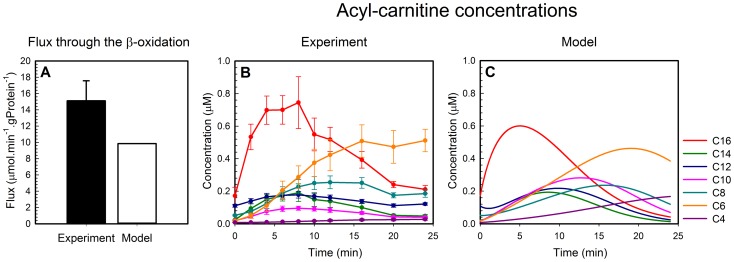 Acyl-carnitine concentrations
Flux through the β-oxidation
Experiment
Model
A
B
C
Flux (μmol.min⁻¹.gProtein⁻¹)
20
18
16
14
12
10
8
6
4
2
0
Experiment Model
Concentration (μM)
1.0
0.8
0.6
0.4
0.2
0.0
0 5 10 15 20 25
Time (min)
Concentration (μM)
1.0
0.8
0.6
0.4
0.2
0.0
0 5 10 15 20 25
Time (min)
C16
C14
C12
C10
C8
C6
C4